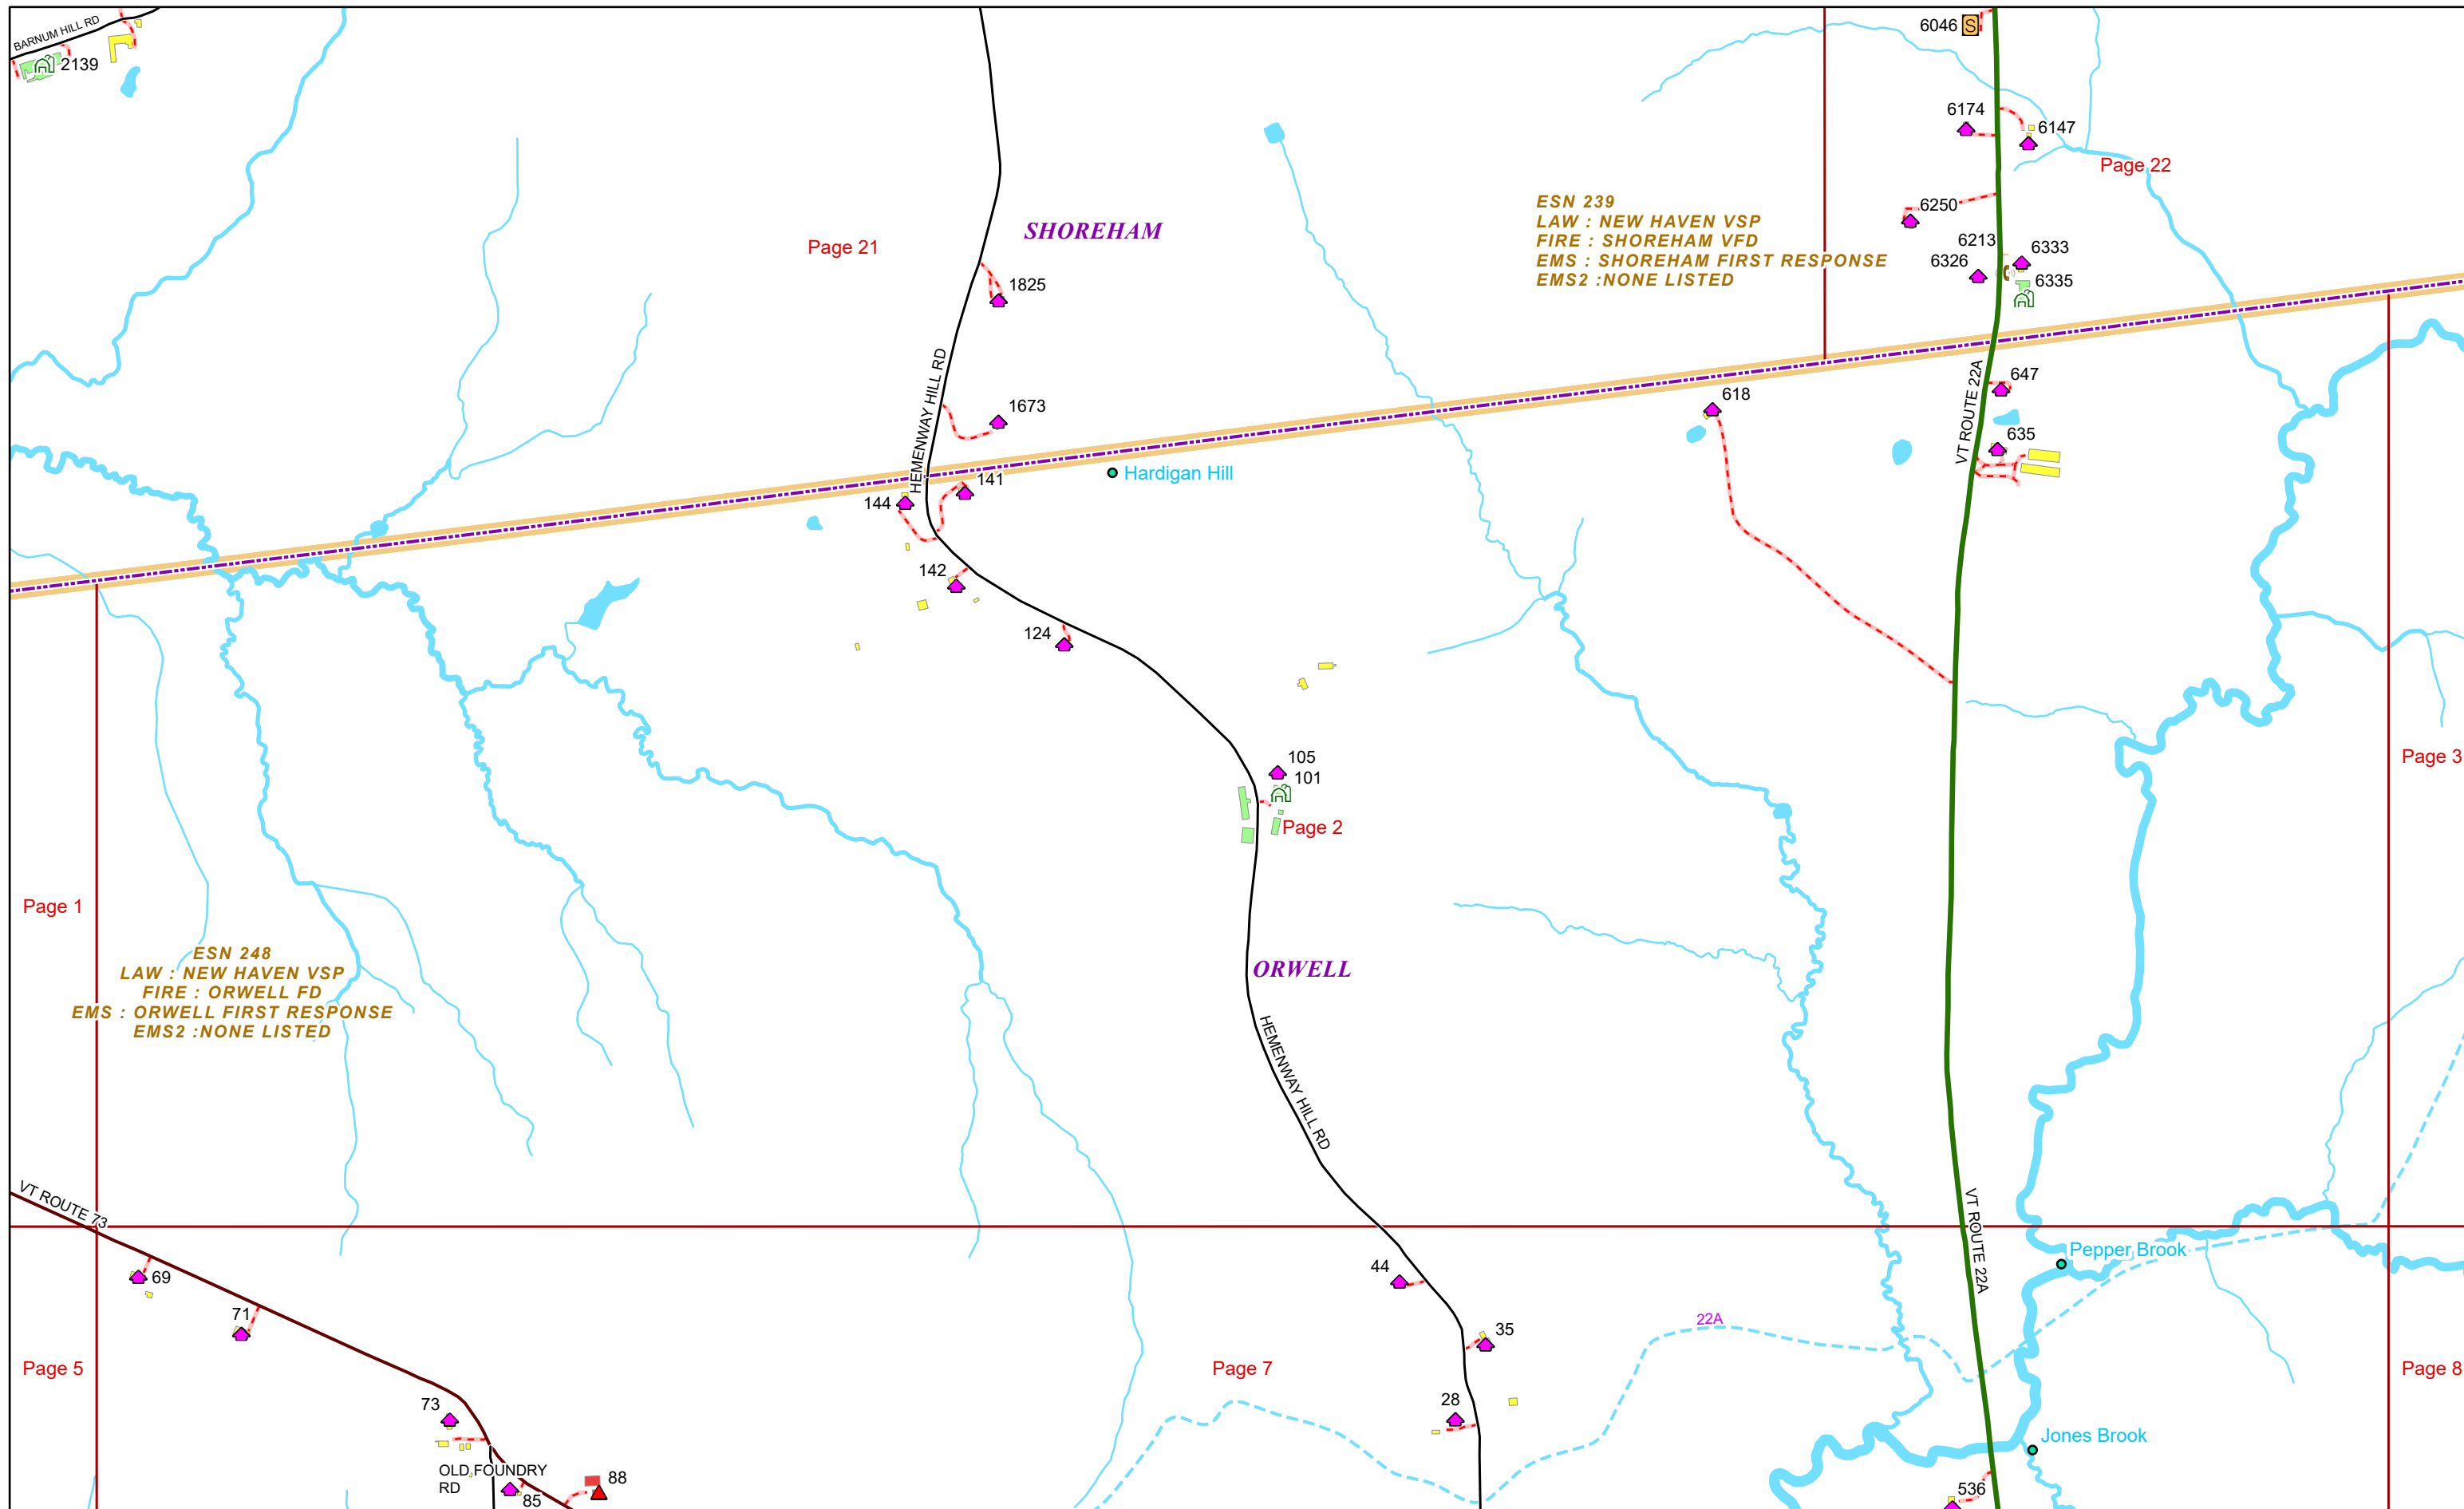 BARNUM HILL RD
2139
6046
S
6174
6147
Page 22
ESN 239
LAW : NEW HAVEN VSP
FIRE : SHOREHAM VFD
EMS : SHOREHAM FIRST RESPONSE
EMS2 :NONE LISTED
6250
6213
6333
6326
6335
SHOREHAM
Page 21
1825
HEMENWAY HILL RD
1673
VT ROUTE 22A
647
618
635
Hardigan Hill
141
144
142
124
105
101
Page 2
Page 3
Page 1
ESN 248
LAW : NEW HAVEN VSP
FIRE : ORWELL FD
EMS : ORWELL FIRST RESPONSE
EMS2 :NONE LISTED
ORWELL
HEMENWAY HILL RD
VT ROUTE 73
VT ROUTE 22A
Pepper Brook
69
71
44
35
22A
Page 5
Page 7
Page 8
73
28
Jones Brook
OLD FOUNDRY
RD
88
85
536